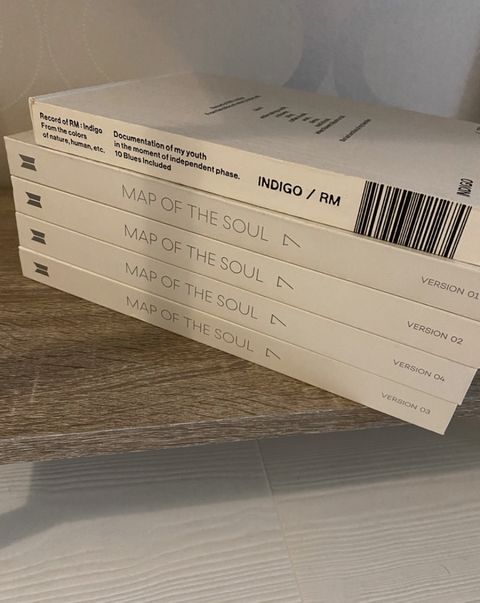 Record of RM : Indigo
From the colors
of nature, human, etc.
Documentation of my youth
in the moment of independent phase.
10 Blues Included
INDIGO / RM
INDIGO
MAP OF THE SOUL 7
VERSION 01
MAP OF THE SOUL 7
VERSION 02
MAP OF THE SOUL 7
VERSION 04
MAP OF THE SOUL 7
VERSION 03